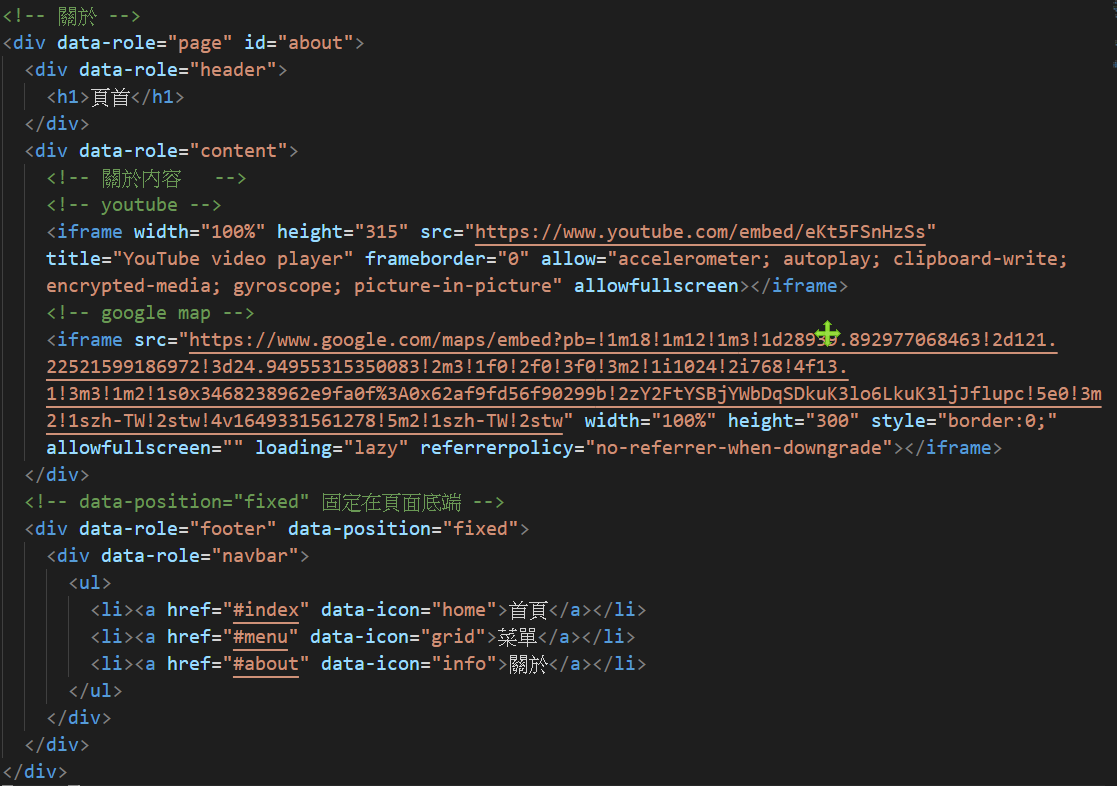 <!-- 關於 -->
<div data-role="page" id="about">
<div data-role="header">
<h1>頁首</h1>
</div>
<div data-role="content">
<!-- 關於內容   -->
<!-- youtube -->
<iframe width="100%" height="315" src="https://www.youtube.com/embed/eKt5FSnHzSs"
title="YouTube video player" frameborder="0" allow="accelerometer; autoplay; clipboard-write;
encrypted-media; gyroscope; picture-in-picture" allowfullscreen></iframe>
<!-- google map -->
<iframe src="https://www.google.com/maps/embed?pb=!1m18!1m12!1m3!1d28939.892977068463!2d121.
22521599186972!3d24.94955315350083!2m3!1f0!2f0!3f0!3m2!1i1024!2i768!4f13.
1!3m3!1m2!1s0x3468238962e9fa0f%3A0x62af9fd56f90299b!2zY2FtYSBjYWbDqSDkuK3lo6LkuK3ljJflupc!5e0!3m
2!1szh-TW!2stw!4v1649331561278!5m2!1szh-TW!2stw" width="100%" height="300" style="border:0;"
allowfullscreen="" loading="lazy" referrerpolicy="no-referrer-when-downgrade"></iframe>
</div>
<!-- data-position="fixed" 固定在頁面底端 -->
<div data-role="footer" data-position="fixed">
<div data-role="navbar">
<ul>
<li><a href="#index" data-icon="home">首頁</a></li>
<li><a href="#menu" data-icon="grid">菜單</a></li>
<li><a href="#about" data-icon="info">關於</a></li>
</ul>
</div>
</div>
</div>